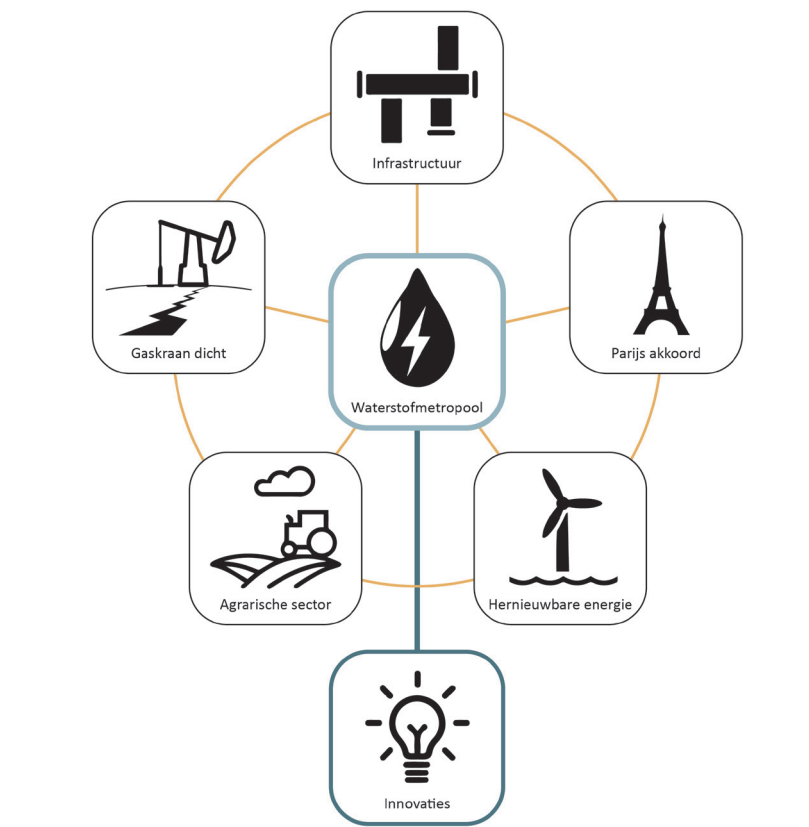 Infrastructuur
Gaskraan dicht
Parijs akkoord
Waterstofmetropool
Agrarische sector
Hernieuwbare energie
Innovaties